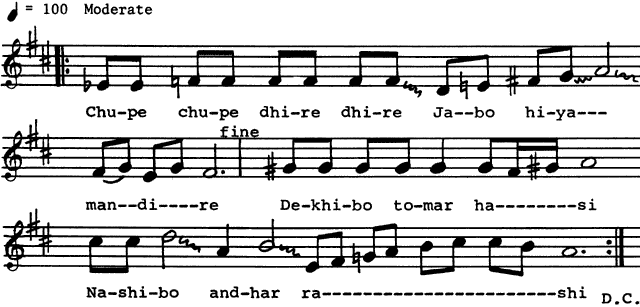 = 100 Moderate
Chu-pe chu-pe dhi-re dhi-re Ja--bo hi-ya---
fine
man--di----re De-khi-bo to-mar ha--------si
Na-shi-bo and-har ra-----------------------shi D.C.